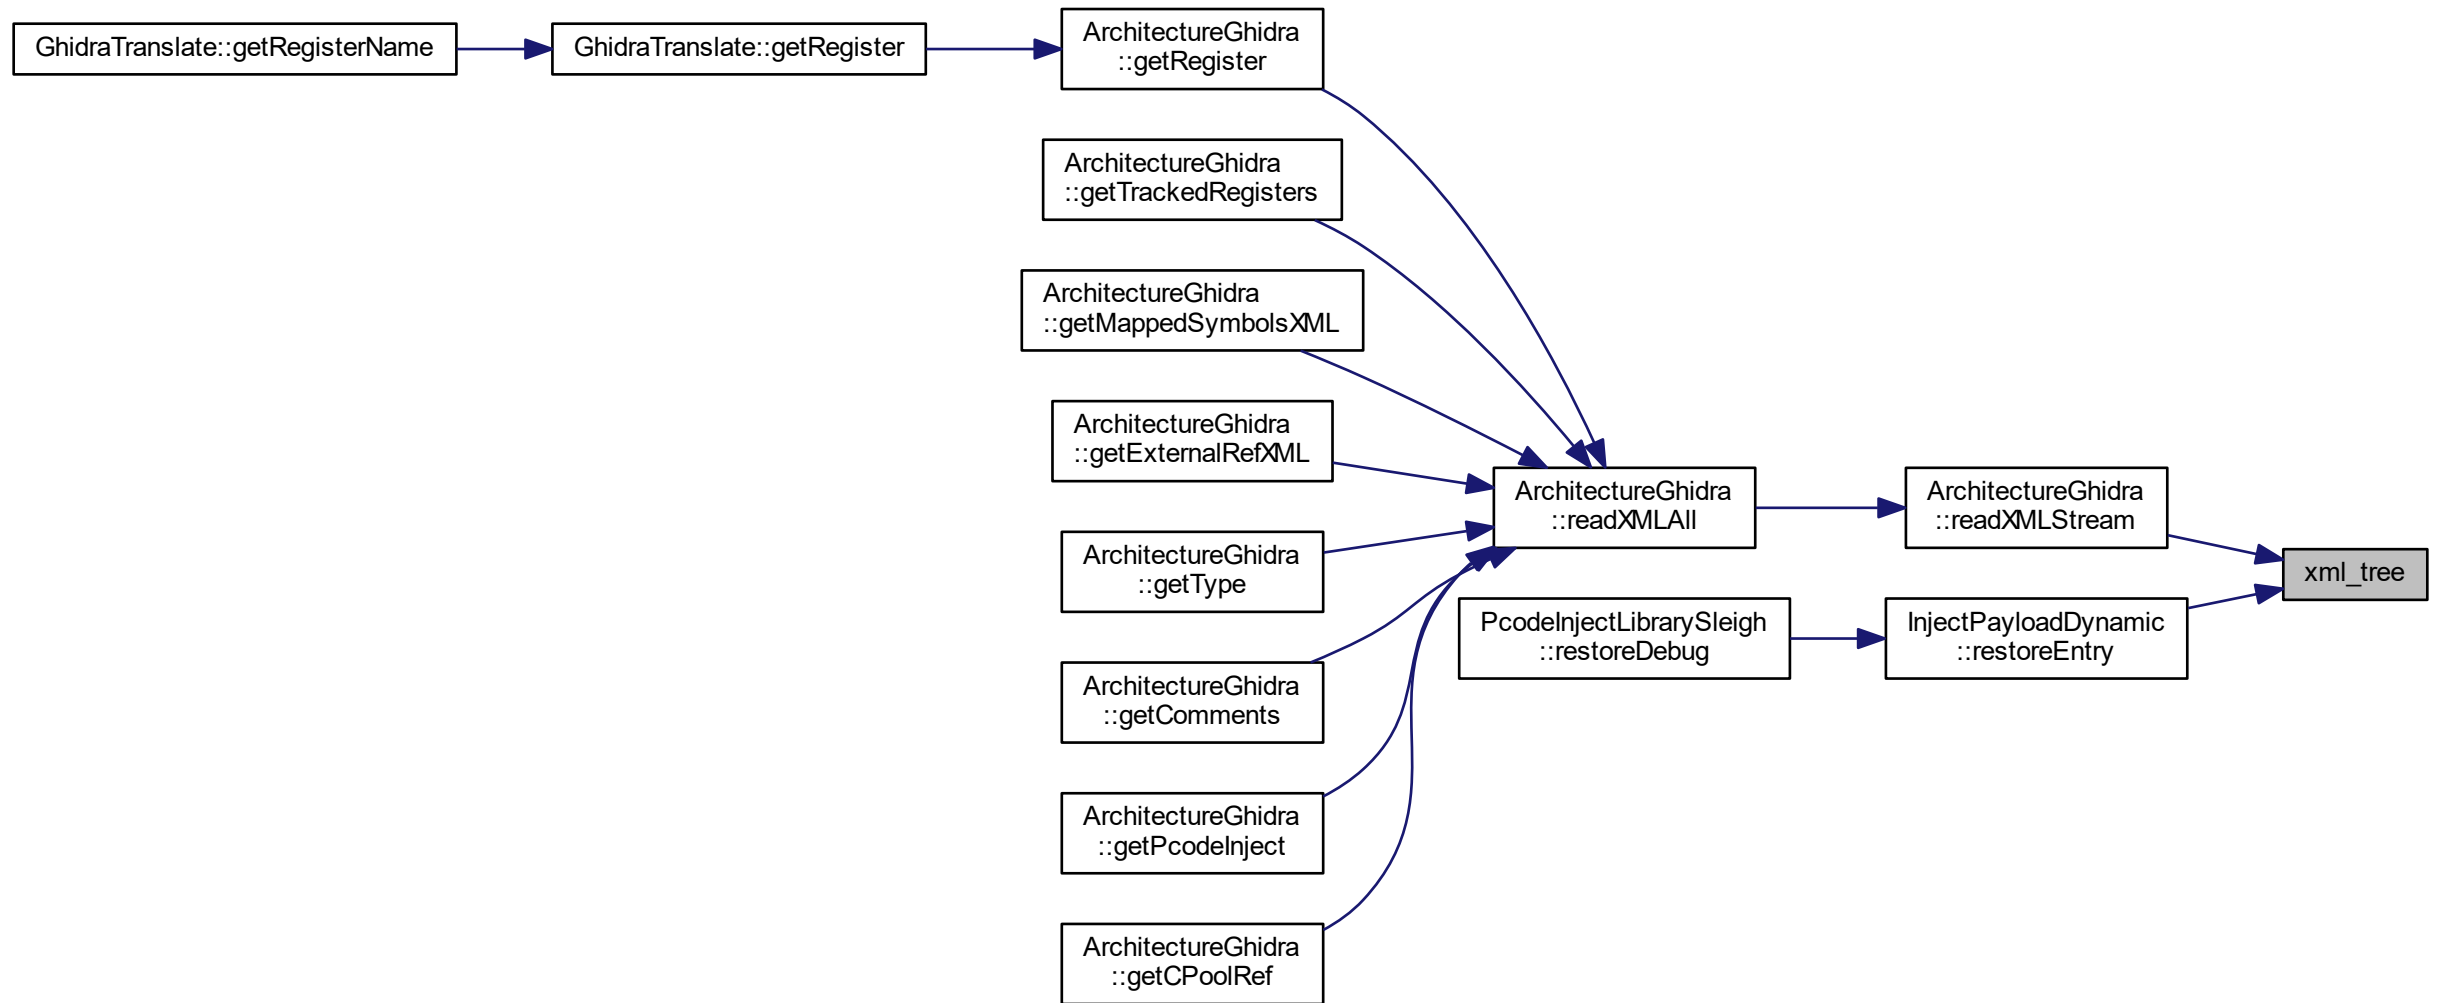 GhidraTranslate::getRegisterName
GhidraTranslate::getRegister
ArchitectureGhidra
::getRegister
ArchitectureGhidra
::getTrackedRegisters
ArchitectureGhidra
::getMappedSymbolsXML
ArchitectureGhidra
::getExternalRefXML
ArchitectureGhidra
::readXMLAll
ArchitectureGhidra
::readXMLStream
ArchitectureGhidra
::getType
xml_tree
PcodeInjectLibrarySleigh
::restoreDebug
InjectPayloadDynamic
::restoreEntry
ArchitectureGhidra
::getComments
ArchitectureGhidra
::getPcodeInject
ArchitectureGhidra
::getCPoolRef